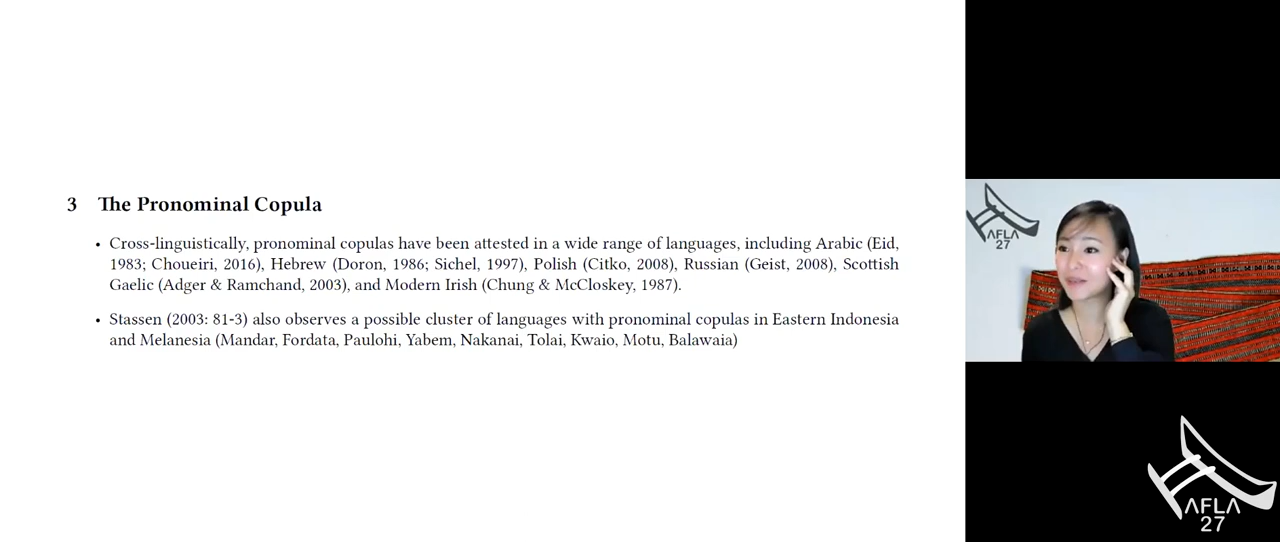 3 The Pronominal Copula
• Cross-linguistically, pronominal copulas have been attested in a wide range of languages, including Arabic (Eid,
1983; Choueiri, 2016), Hebrew (Doron, 1986; Sichel, 1997), Polish (Citko, 2008), Russian (Geist, 2008), Scottish
Gaelic (Adger & Ramchand, 2003), and Modern Irish (Chung & McCloskey, 1987).
• Stassen (2003: 81-3) also observes a possible cluster of languages with pronominal copulas in Eastern Indonesia
and Melanesia (Mandar, Fordata, Paulohi, Yabem, Nakanai, Tolai, Kwaio, Motu, Balawaia)
AFLA
27
AFLA
27